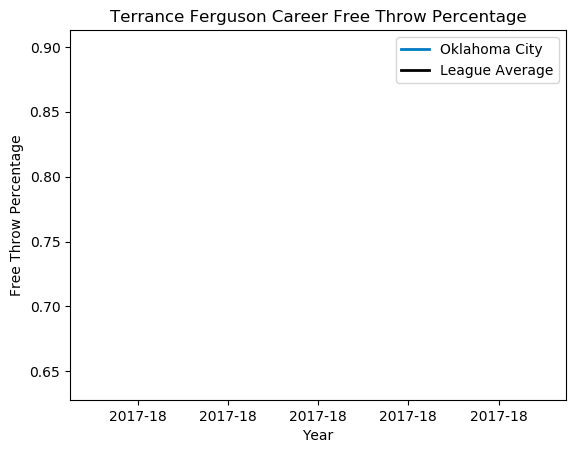 Terrance Ferguson Career Free Throw Percentage
Oklahoma City
League Average
Free Throw Percentage
0.90
0.85
0.80
0.75
0.70
0.65
2017-18 2017-18 2017-18 2017-18 2017-18
Year